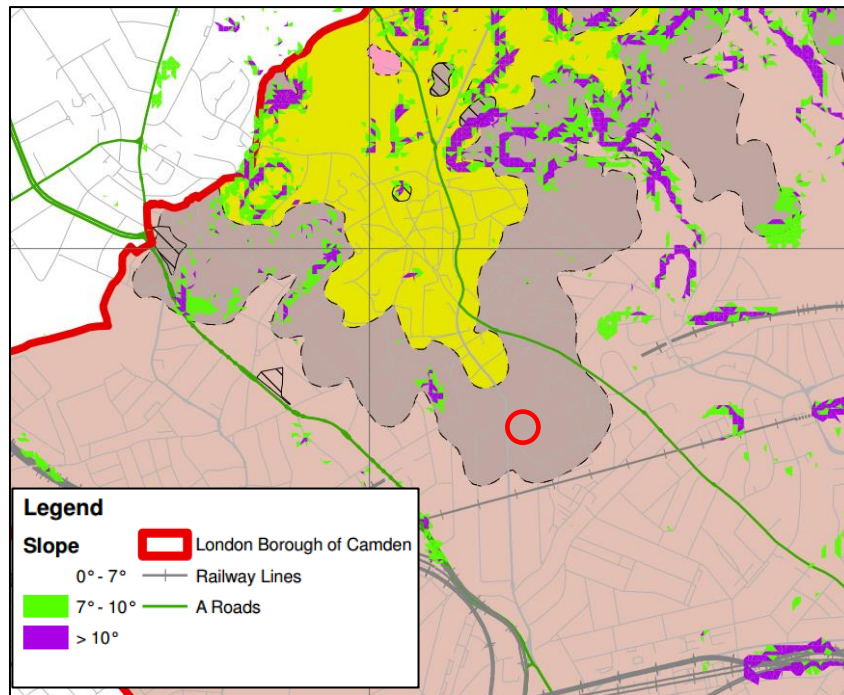 Legend
Slope
London Borough of Camden
0° - 7°
Railway Lines
7° - 10°
A Roads
> 10°